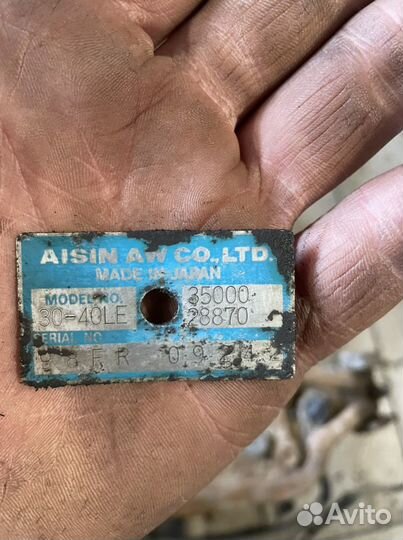 AISIN AW CO., LTD.
MADE IN JAPAN
MODEL NO. 35000-
30-40LE 28870
SERIAL NO.
Avito